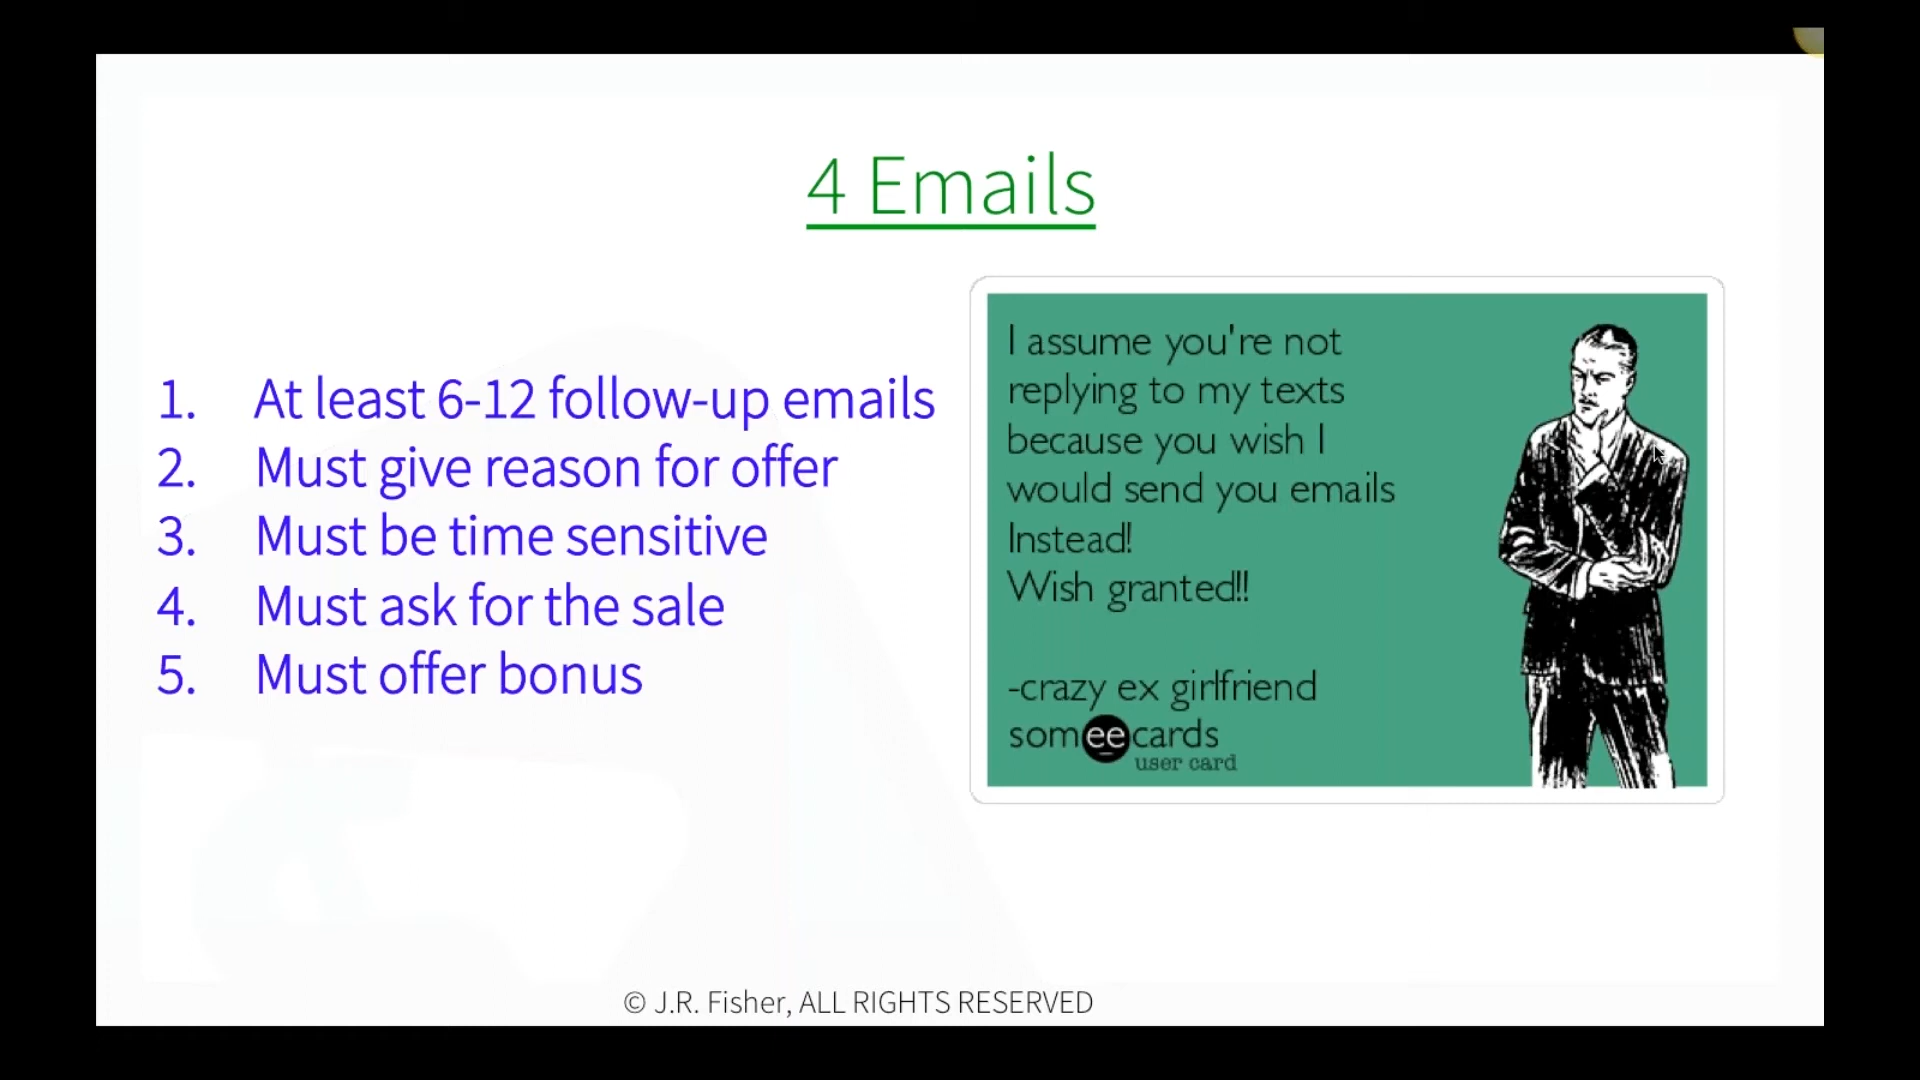 4 Emails
1. At least 6-12 follow-up emails
2. Must give reason for offer
3. Must be time sensitive
4. Must ask for the sale
5. Must offer bonus
I assume you're not
replying to my texts
because you wish I
would send you emails
Instead!
Wish granted!!
-crazy ex girlfriend
someecards
user card
© J.R. Fisher, ALL RIGHTS RESERVED